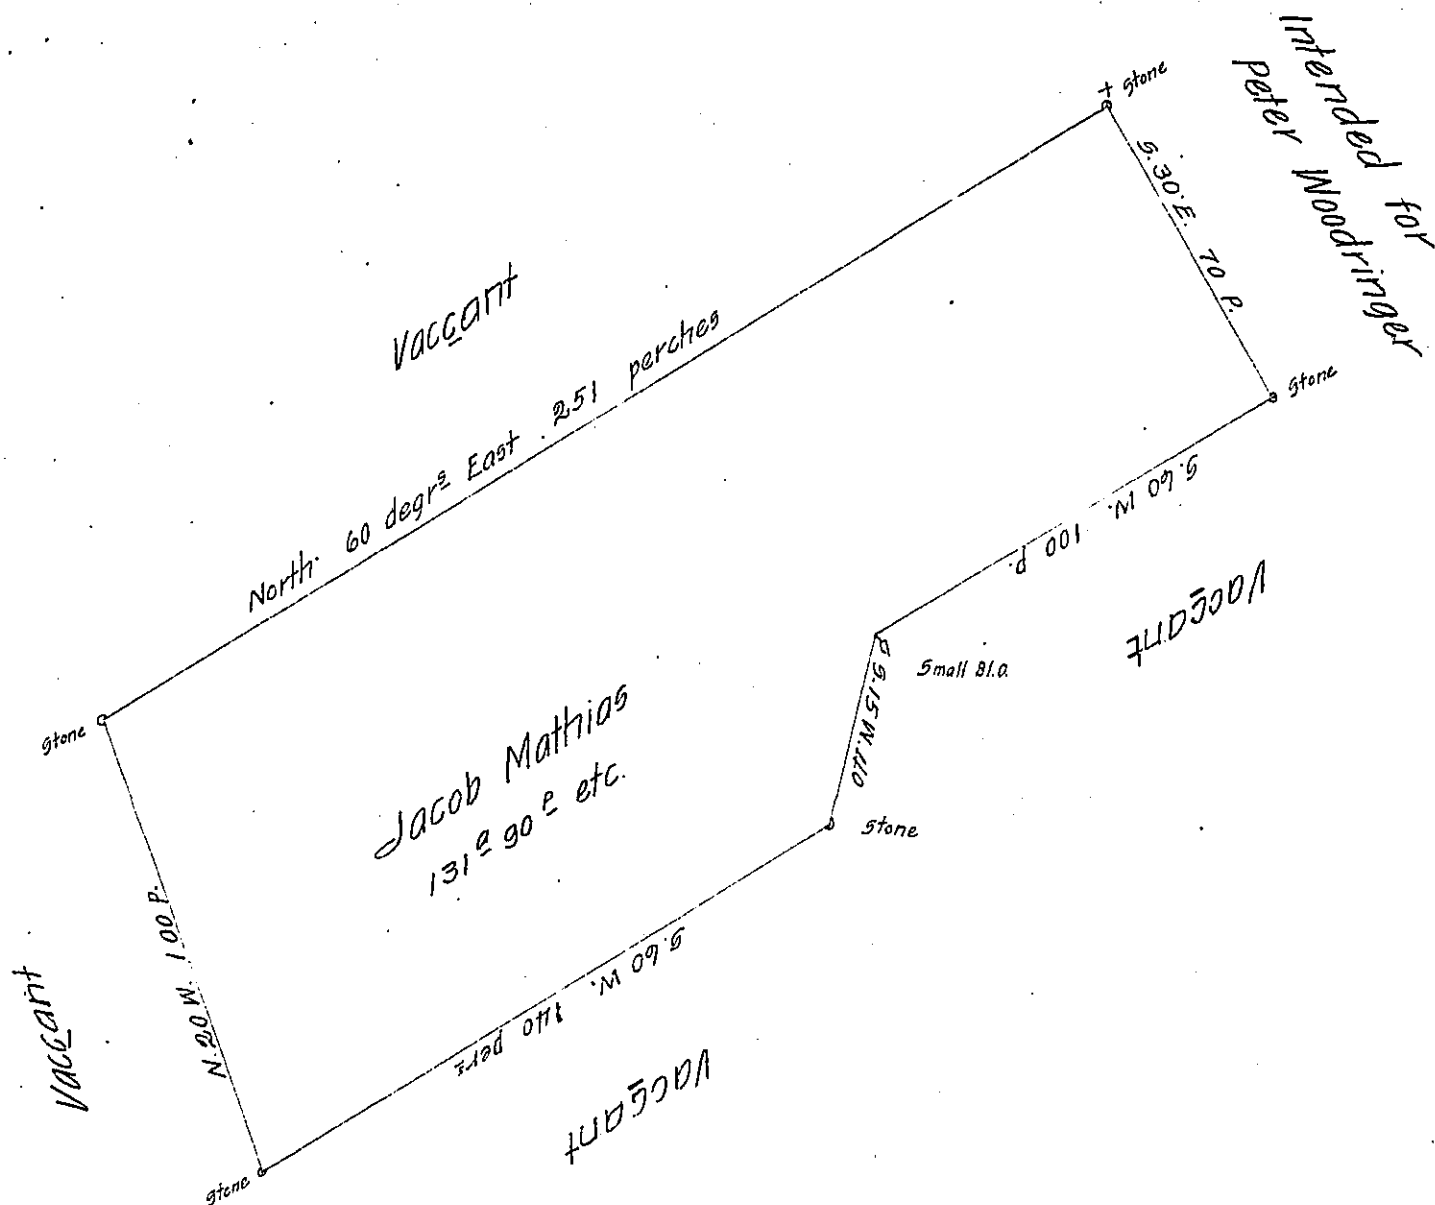 Intended for
Peter Woodringer
+ Stone
S. 30° E. 70 P.
Stone
Vaccant
North. 60 degrs East . 251 perches
S. 60 W. 100 P.
Vaccant
Small Bl.O.
S. 15 W. 40
Stone
Stone
Jacob Mathias
131a 90p etc.
N. 20 W. 100 P.
S. 60 W. 140 pers
Vaccant
Vaccant
Stone